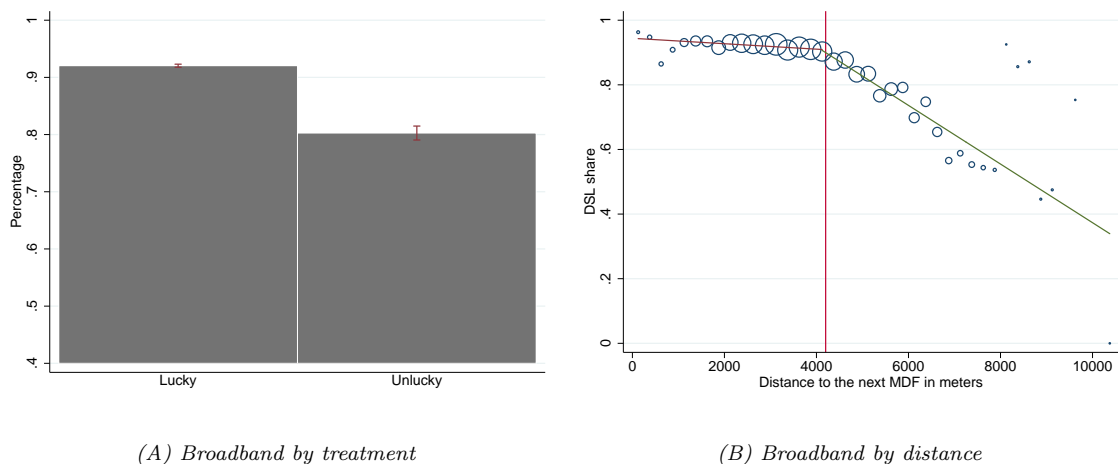 Percentage
1
.9
.8
.7
.6
.5
.4
Lucky
Unlucky
(A) Broadband by treatment
DSL share
1
.8
.6
.4
.2
0
0 2000 4000 6000 8000 10000
Distance to the next MDF in meters
(B) Broadband by distance